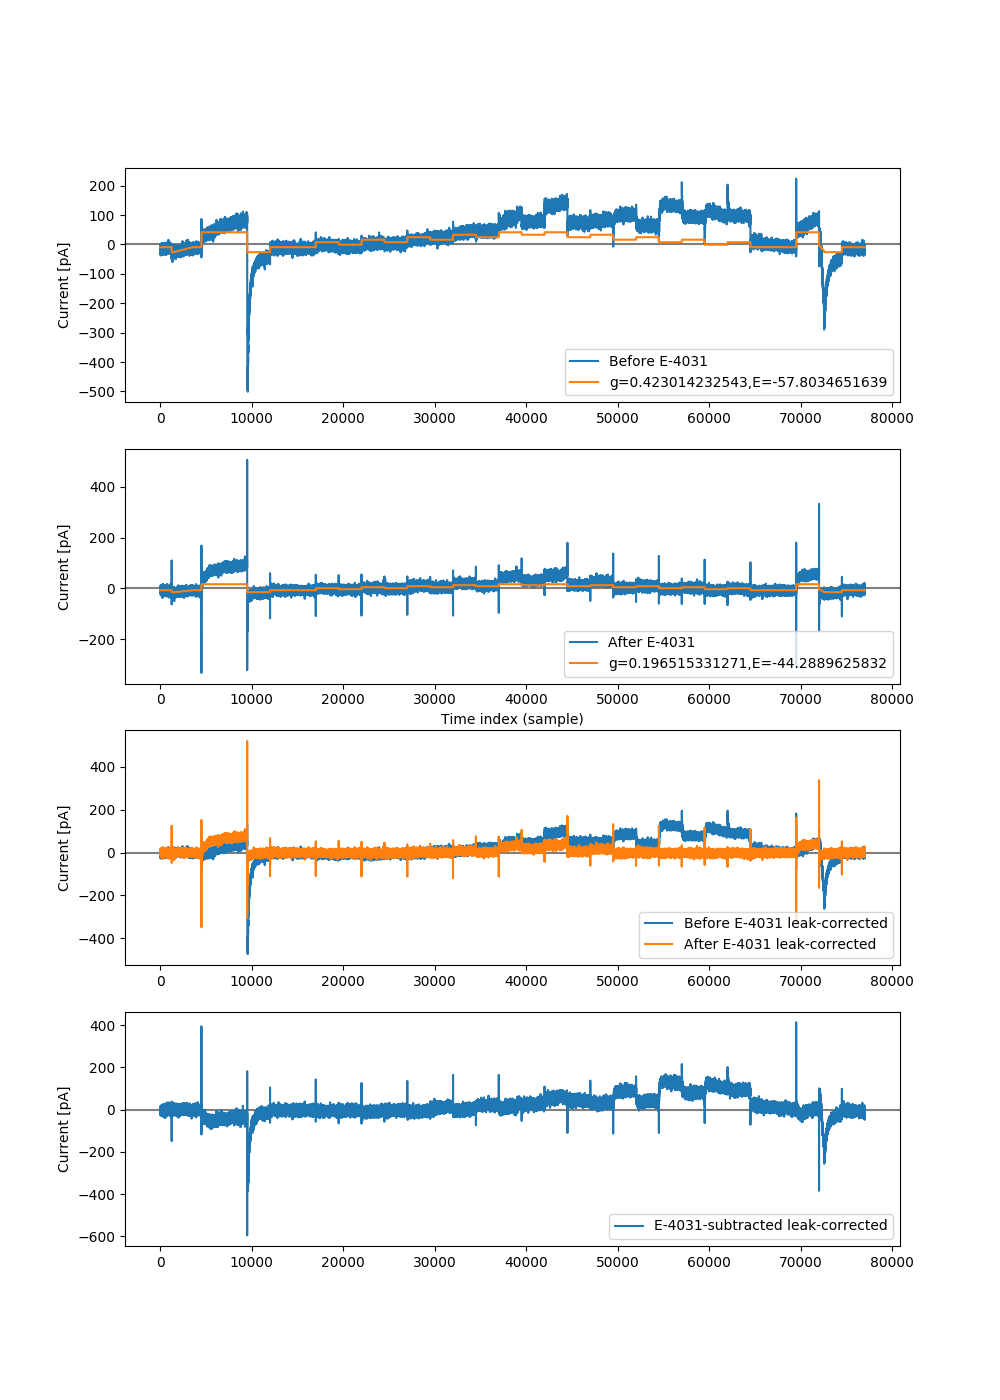 200
100
0
−100
−200
−300
−400
−500
Current [pA]
Before E-4031
g=0.423014232543,E=-57.8034651639
0 10000 20000 30000 40000 50000 60000 70000 80000
400
200
0
−200
Current [pA]
After E-4031
g=0.196515331271,E=-44.2889625832
0 10000 20000 30000 40000 50000 60000 70000 80000
Time index (sample)
400
200
0
−200
−400
Current [pA]
Before E-4031 leak-corrected
After E-4031 leak-corrected
0 10000 20000 30000 40000 50000 60000 70000 80000
400
200
0
−200
−400
−600
Current [pA]
E-4031-subtracted leak-corrected
0 10000 20000 30000 40000 50000 60000 70000 80000